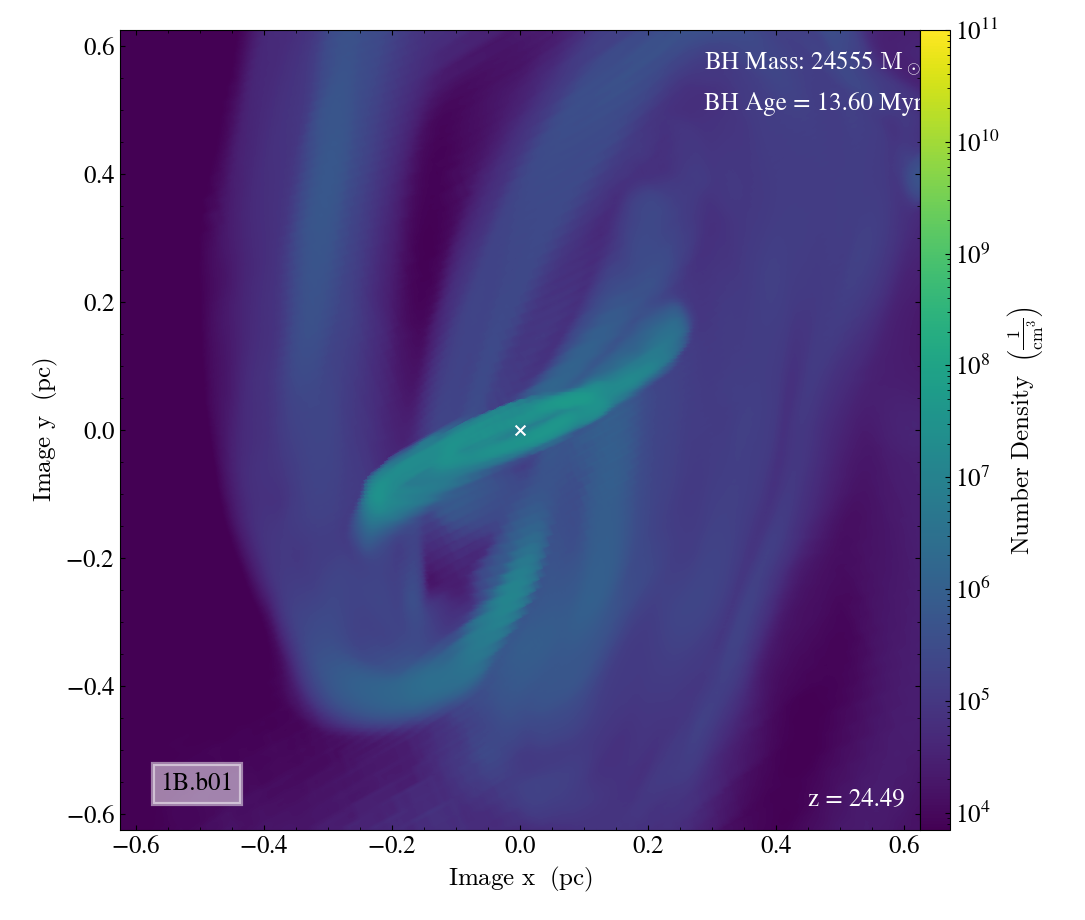 BH Mass: 24555 M⊙
BH Age = 13.60 Myr
1B.b01
z = 24.49
0.6
0.4
0.2
0.0
−0.2
−0.4
−0.6
Image y (pc)
−0.6 −0.4 −0.2 0.0 0.2 0.4 0.6
Image x (pc)
10¹¹
10¹⁰
10⁹
10⁸
10⁷
10⁶
10⁵
10⁴
Number Density (1/cm³)